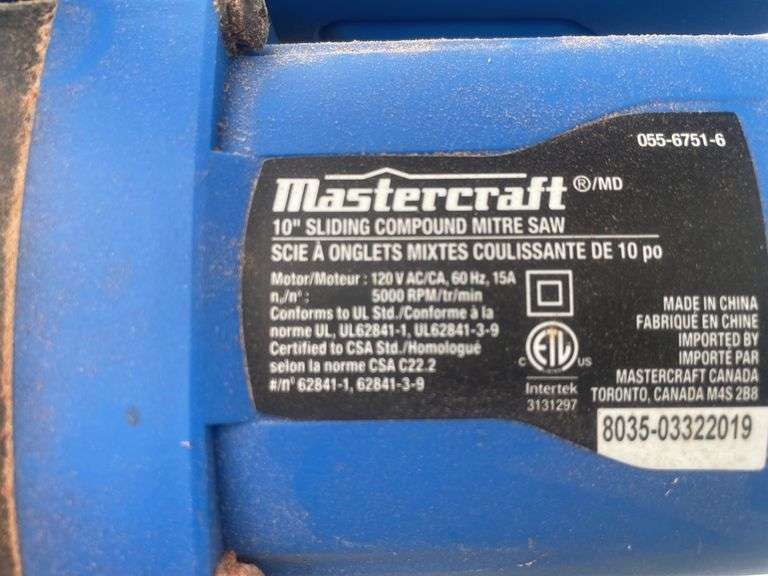 055-6751-6
Mastercraft ®/MD
10" SLIDING COMPOUND MITRE SAW
SCIE À ONGLETS MIXTES COULISSANTE DE 10 po
Motor/Moteur : 120 V AC/CA, 60 Hz, 15A
n₀/n° : 5000 RPM/tr/min
Conforms to UL Std./Conforme à la
norme UL, UL62841-1, UL62841-3-9
Certified to CSA Std./Homologué
selon la norme CSA C22.2
#/n° 62841-1, 62841-3-9
C ETL US
Intertek
3131297
MADE IN CHINA
FABRIQUÉ EN CHINE
IMPORTED BY
IMPORTÉ PAR
MASTERCRAFT CANADA
TORONTO, CANADA M4S 2B8
8035-03322019